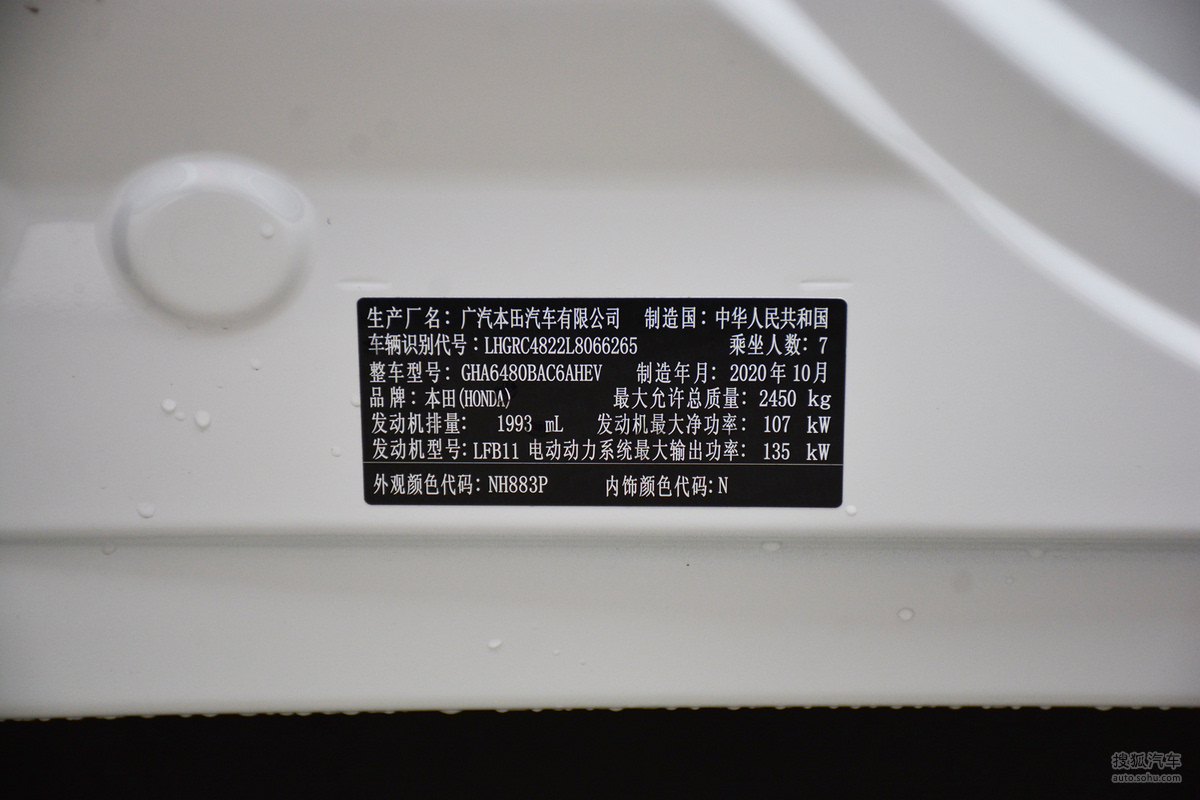 生产厂名：广汽本田汽车有限公司 制造国：中华人民共和国
车辆识别代号：LHGRC4822L8066265 乘坐人数：7
整车型号：GHA6480BAC6AHEV 制造年月：2020年10月
品牌：本田(HONDA) 最大允许总质量：2450 kg
发动机排量： 1993 mL 发动机最大净功率： 107 kW
发动机型号：LFB11 电动动力系统最大输出功率： 135 kW
外观颜色代码：NH883P 内饰颜色代码：N
搜狐汽车
auto.sohu.com